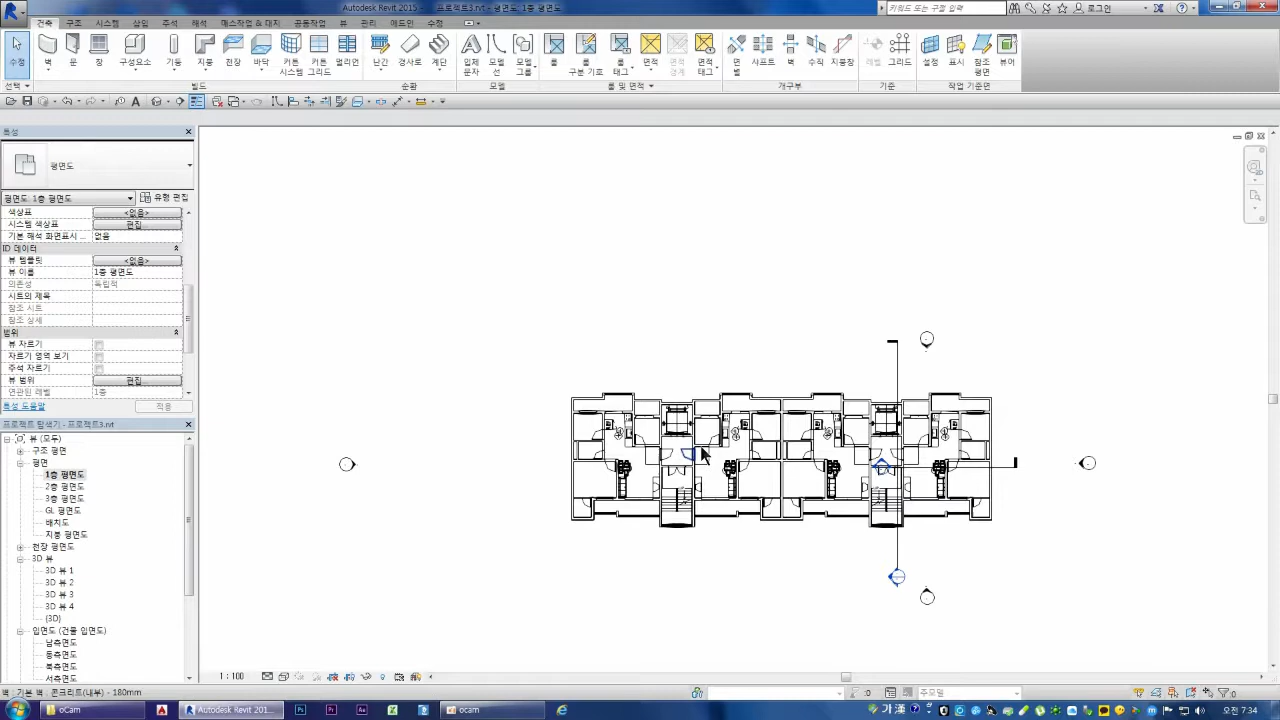 Autodesk Revit 2015 - 프로젝트3.rvt - 평면도: 1층 평면도
키워드 또는 구절 입력
로그인
건축 구조 시스템 삽입 주석 해석 매스작업 & 대지 공동작업 뷰 관리 애드인 수정
수정 벽 문 창 구성요소 기둥 지붕 천장 바닥 커튼 시스템 커튼 그리드 멀리언 난간 경사로 계단 모델 문자 모델 선 모델 그룹 룸 룸 구분 기호 룸 태그 면적 면적 경계 면적 태그 면별 샤프트 벽 수직 지붕창 레벨 그리드 설정 표시 참조 평면 뷰어
선택 빌드 순환 모델 룸 및 면적 개구부 기준 작업 기준면
특성
평면도
평면도: 1층 평면도
유형 편집
색상표 <없음>
시스템 색상표 편집...
기본 해석 화면표시 ... 없음
ID 데이터
뷰 템플릿 <없음>
뷰 이름 1층 평면도
의존성 독립적
시트의 제목
참조 시트
참조 상세
범위
뷰 자르기
자르기 영역 보기
주석 자르기
뷰 범위 편집...
연관된 레벨 1층
특성 도움말 적용
프로젝트 탐색기 - 프로젝트3.rvt
뷰 (모두)
구조 평면
평면
1층 평면도
2층 평면도
3층 평면도
GL 평면도
배치도
지붕 평면도
천장 평면도
3D 뷰
3D 뷰 1
3D 뷰 2
3D 뷰 3
3D 뷰 4
{3D}
입면도 (건물 입면도)
남측면도
동측면도
북측면도
서측면도
1 : 100
벽 : 기본 벽 : 콘크리트(내부) - 180mm
:0
주모델
:0
oCam
Autodesk Revit 201...
ocam
가 漢
오전 7:34